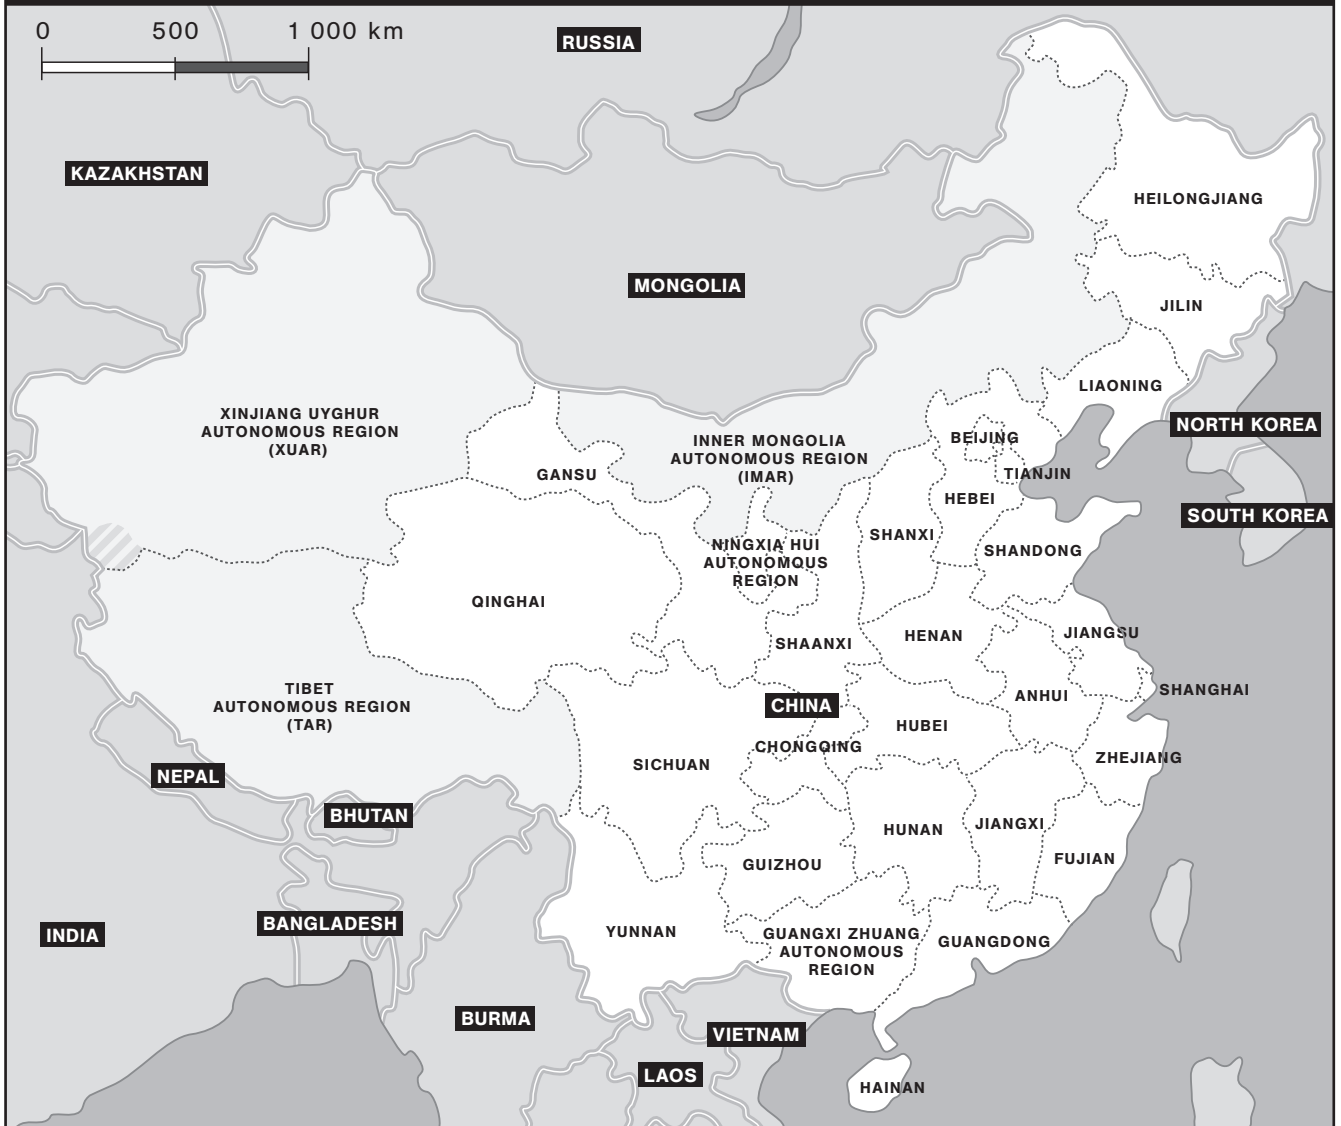 0 500 1 000 km
RUSSIA
KAZAKHSTAN
HEILONGJIANG
MONGOLIA
JILIN
LIAONING
XINJIANG UYGHUR
AUTONOMOUS REGION
(XUAR)
NORTH KOREA
INNER MONGOLIA
AUTONOMOUS REGION
(IMAR)
BEIJING
GANSU
TIANJIN
HEBEI
SOUTH KOREA
SHANXI
NINGXIA HUI
AUTONOMOUS
REGION
SHANDONG
QINGHAI
SHAANXI
HENAN
JIANGSU
TIBET
AUTONOMOUS REGION
(TAR)
ANHUI
SHANGHAI
CHINA
HUBEI
CHONGQING
SICHUAN
ZHEJIANG
NEPAL
BHUTAN
HUNAN
JIANGXI
GUIZHOU
FUJIAN
BANGLADESH
INDIA
YUNNAN
GUANGXI ZHUANG
AUTONOMOUS
REGION
GUANGDONG
BURMA
VIETNAM
LAOS
HAINAN